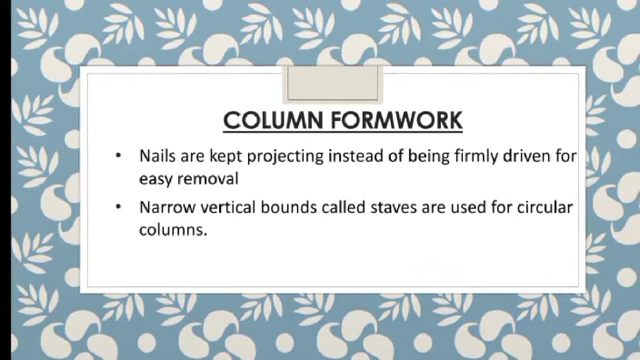 COLUMN FORMWORK
• Nails are kept projecting instead of being firmly driven for
easy removal
• Narrow vertical bounds called staves are used for circular
columns.